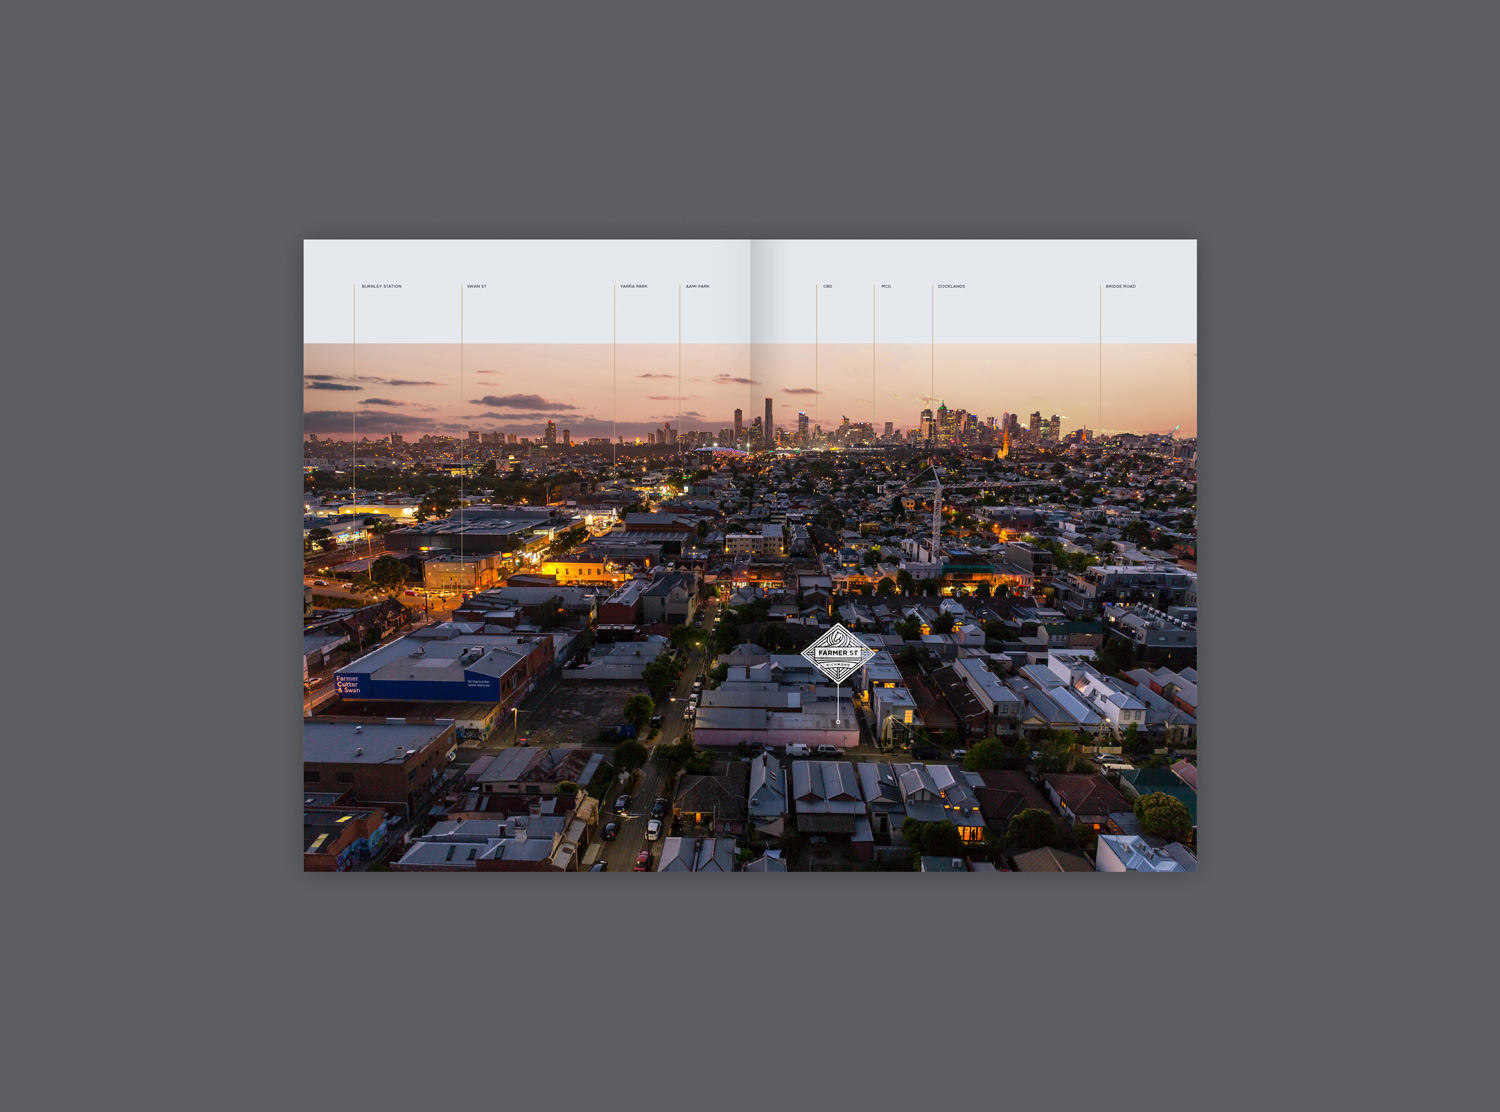 BURNLEY STATION
SWAN ST
YARRA PARK
AAMI PARK
CBD
MCG
DOCKLANDS
BRIDGE ROAD
FARMER ST
RICHMOND
Farmer
Cutter
& Swan